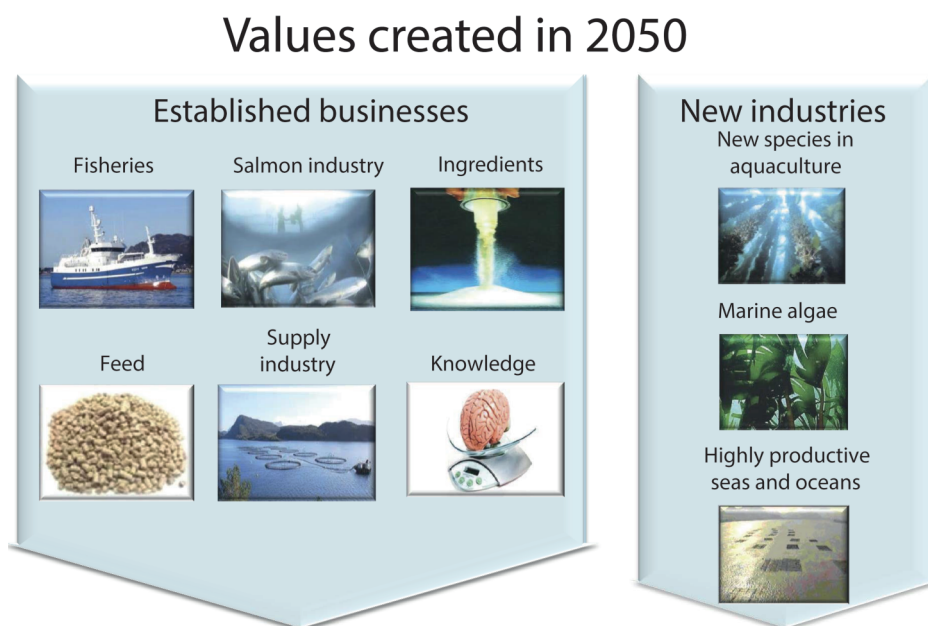 Values created in 2050
Established businesses
Fisheries
Salmon industry
Ingredients
Feed
Supply
industry
Knowledge
New industries
New species in
aquaculture
Marine algae
Highly productive
seas and oceans